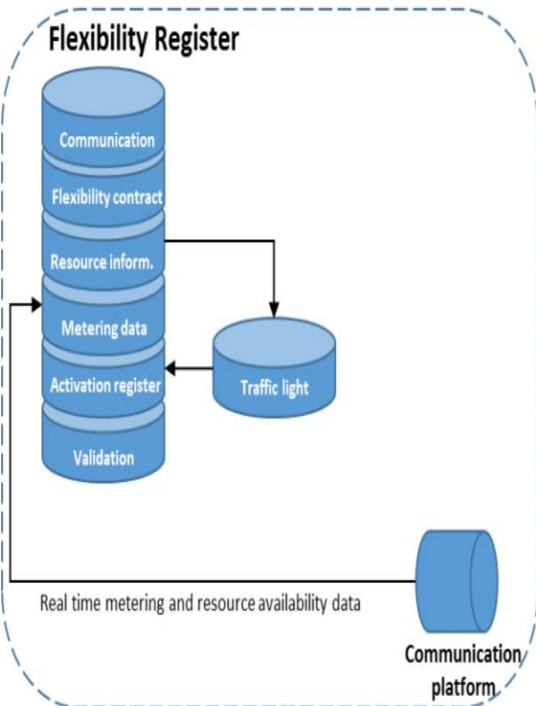 Flexibility Register
Communication
Flexibility contract
Resource inform.
Metering data
Activation register
Traffic light
Validation
Real time metering and resource availability data
Communication
platform